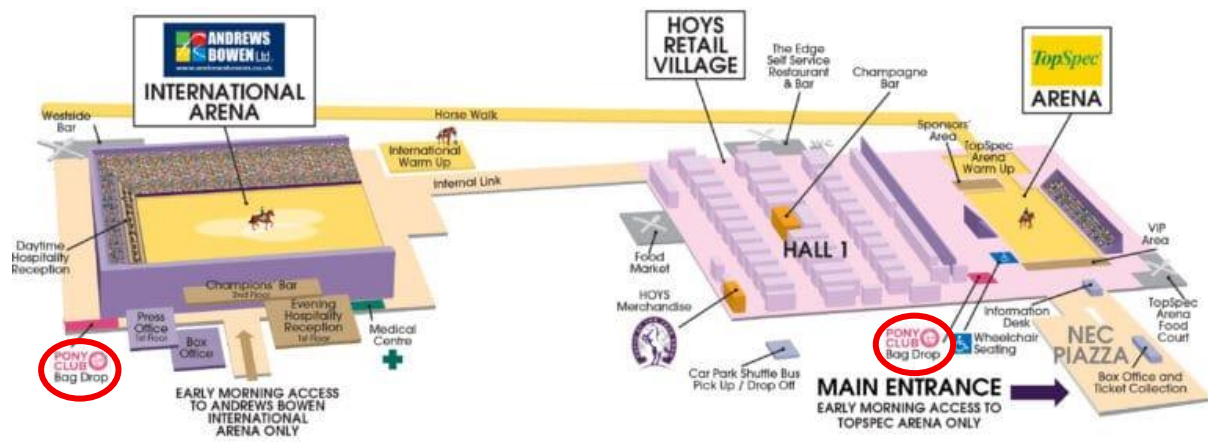 ANDREWS
BOWEN Ltd.
www.andrewsbowen.co.uk
INTERNATIONAL
ARENA
HOYS
RETAIL
VILLAGE
The Edge
Self Service
Restaurant
& Bar
Champagne
Bar
TopSpec
ARENA
Westside
Bar
Horse Walk
International
Warm Up
Internal Link
Sponsors'
Area
TopSpec
Arena
Warm Up
Daytime
Hospitality
Reception
Food
Market
HALL 1
VIP
Area
Champions' Bar
2nd Floor
HOYS
Merchandise
Information
Desk
TopSpec
Arena
Food
Court
Press
Office
1st Floor
Box
Office
Evening
Hospitality
Reception
1st Floor
Medical
Centre
PONY
CLUB
Bag Drop
PONY
CLUB
Bag Drop
Wheelchair
Seating
NEC
PIAZZA
Car Park Shuttle Bus
Pick Up / Drop Off
Box Office and
Ticket Collection
EARLY MORNING ACCESS
TO ANDREWS BOWEN
INTERNATIONAL
ARENA ONLY
MAIN ENTRANCE
EARLY MORNING ACCESS TO
TOPSPEC ARENA ONLY